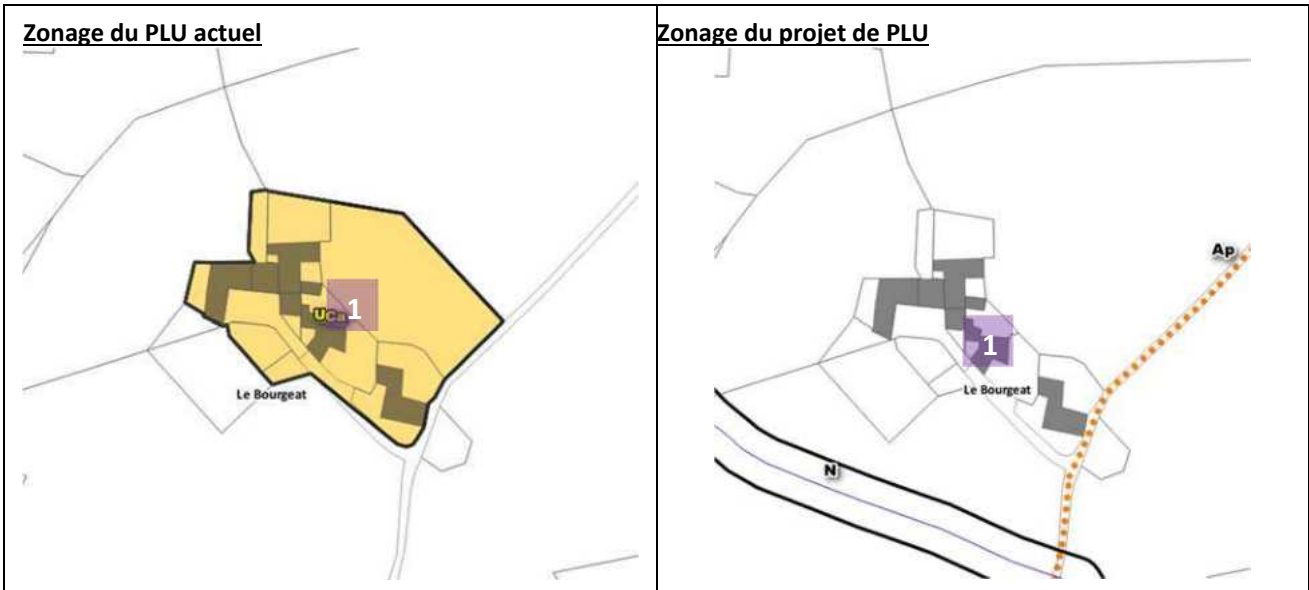 Zonage du PLU actuel
UCa
1
Le Bourgeat
Zonage du projet de PLU
Ap
1
Le Bourgeat
N